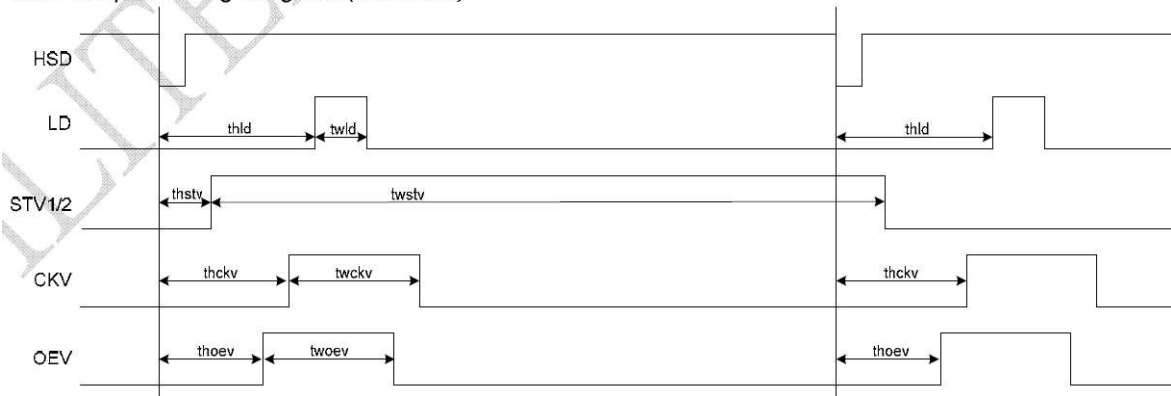 HSD
LD
thld
twld
thld
STV1/2
thstv
twstv
CKV
thckv
twckv
thckv
OEV
thoev
twoev
thoev